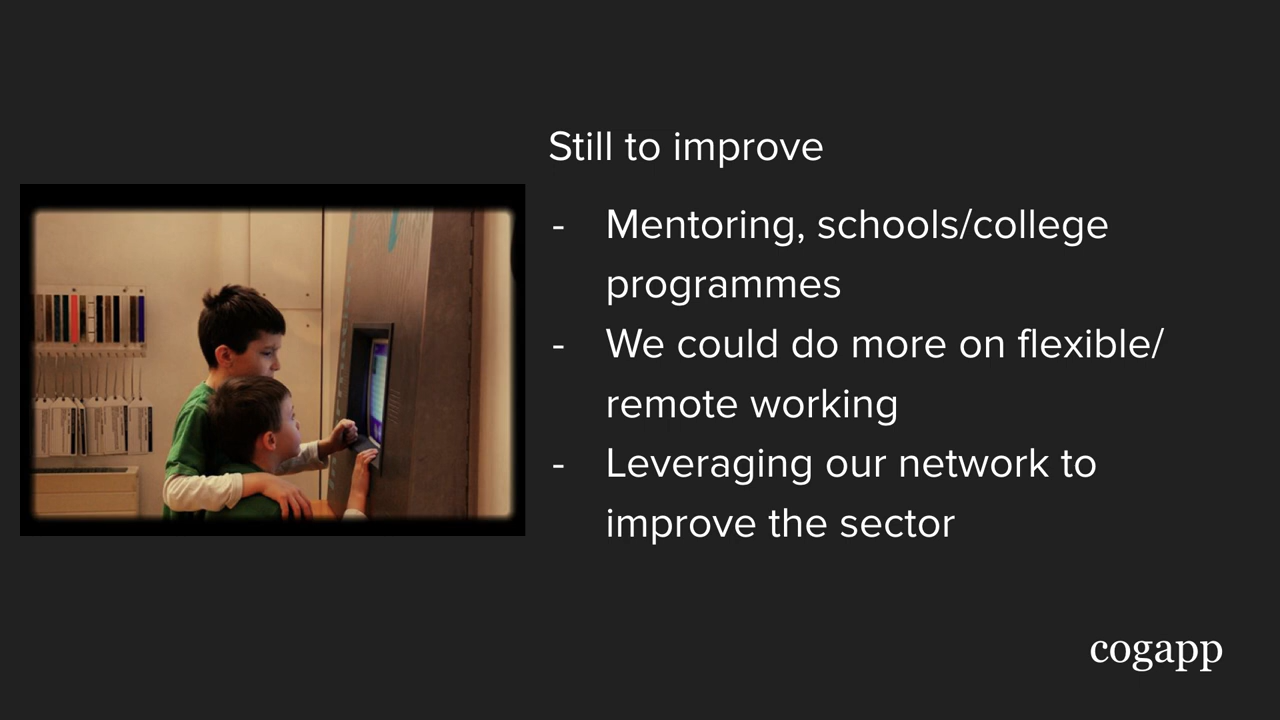 Still to improve
- Mentoring, schools/college
programmes
- We could do more on flexible/
remote working
- Leveraging our network to
improve the sector
cogapp